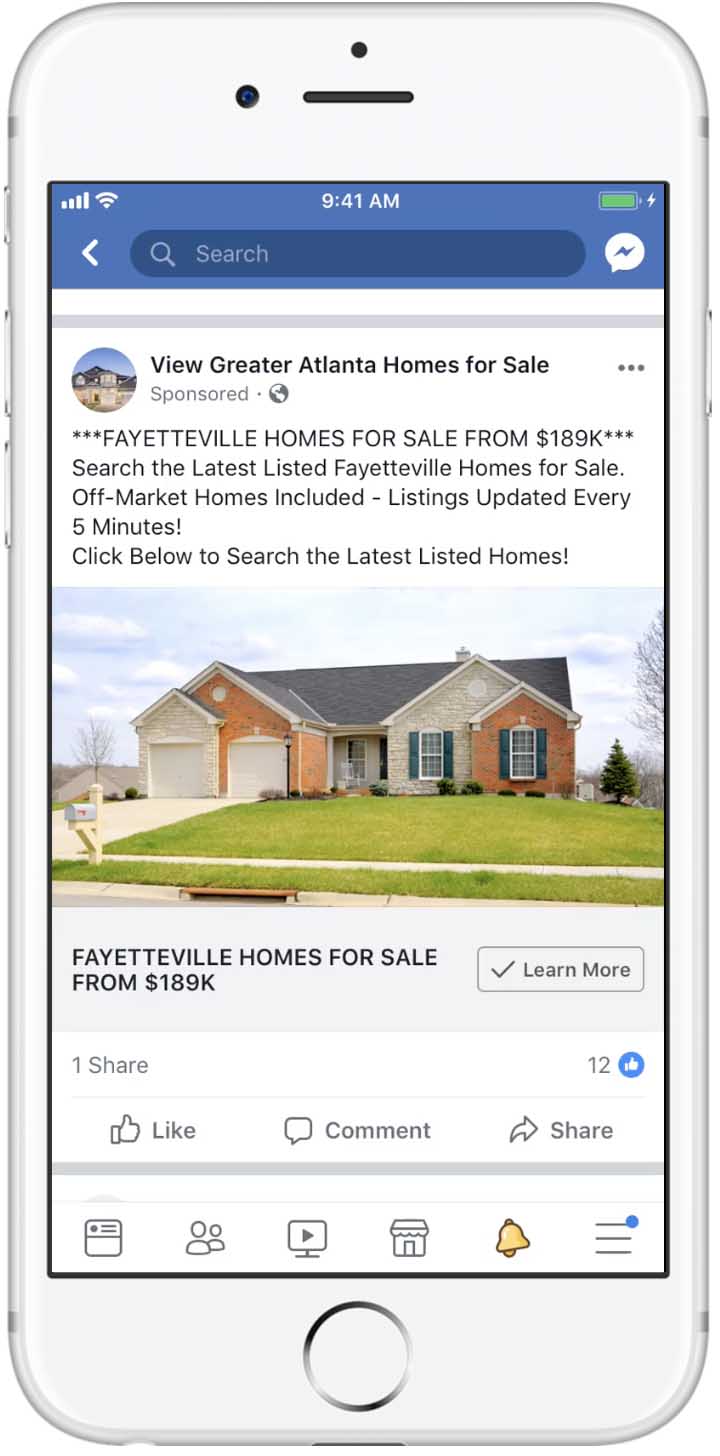 9:41 AM
Search
View Greater Atlanta Homes for Sale
Sponsored ·
***FAYETTEVILLE HOMES FOR SALE FROM $189K***
Search the Latest Listed Fayetteville Homes for Sale.
Off-Market Homes Included - Listings Updated Every
5 Minutes!
Click Below to Search the Latest Listed Homes!
FAYETTEVILLE HOMES FOR SALE
FROM $189K
Learn More
1 Share
12
Like
Comment
Share